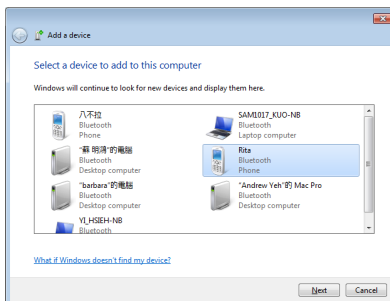 Add a device
Select a device to add to this computer
Windows will continue to look for new devices and display them here.
八不拉
Bluetooth
Phone
SAM1017_KUO-NB
Bluetooth
Laptop computer
"蘇 明鴻"的電腦
Bluetooth
Desktop computer
Rita
Bluetooth
Phone
"barbara"的電腦
Bluetooth
Desktop computer
"Andrew Yeh"的 Mac Pro
Bluetooth
Desktop computer
YI_HSIEH-NB
Bluetooth
What if Windows doesn't find my device?
Next
Cancel